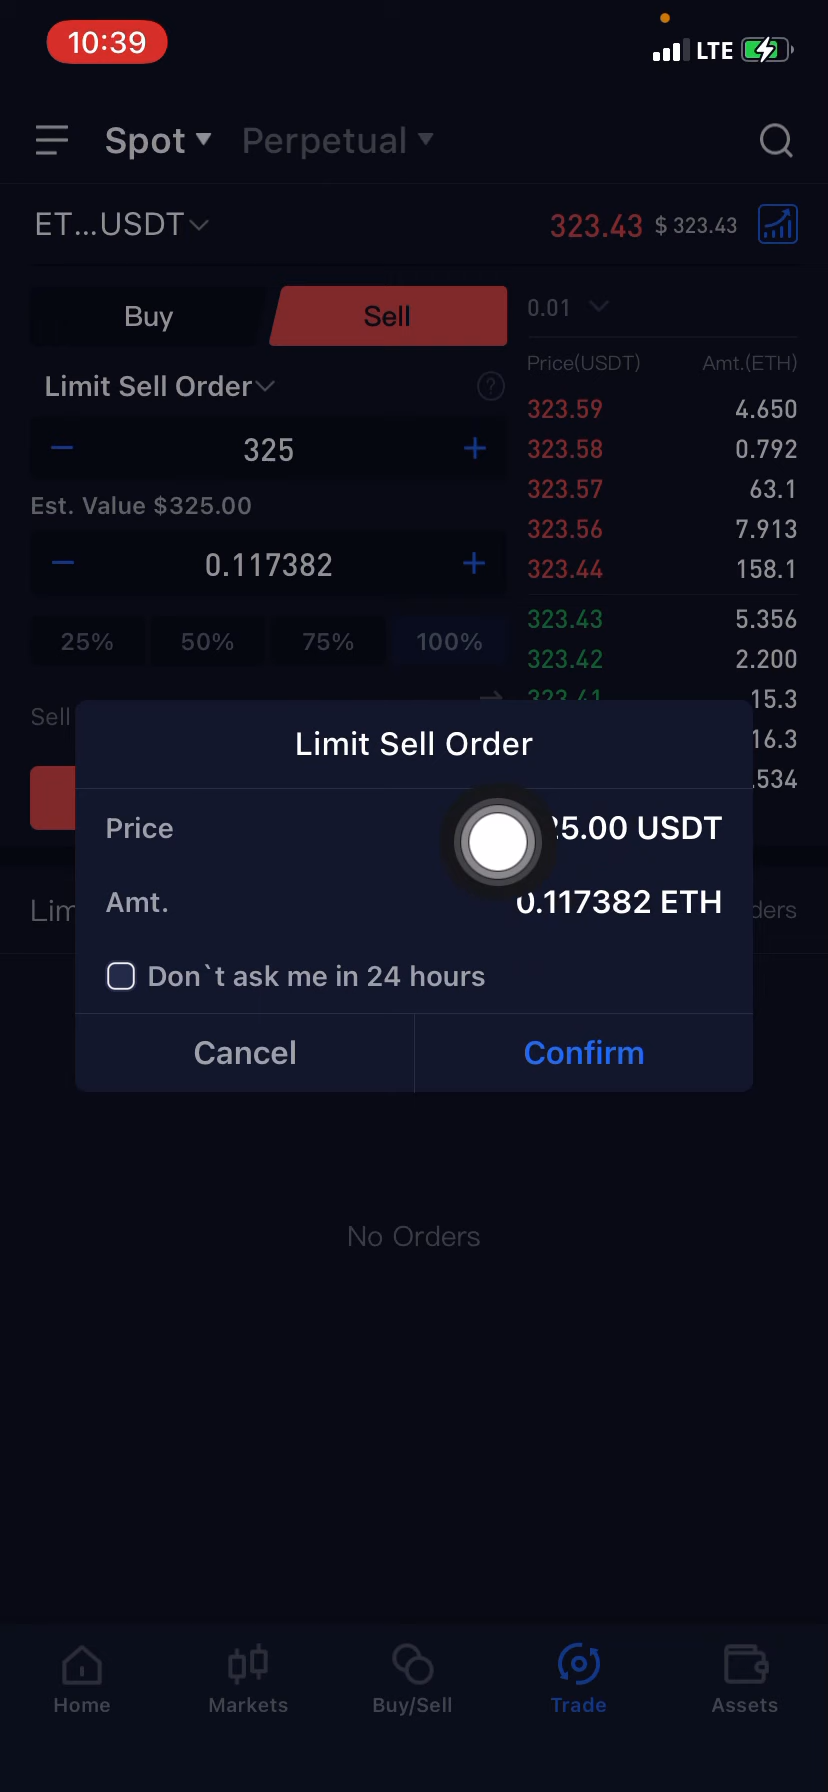 10:39
LTE
Spot Perpetual
ET...USDT 323.43 $ 323.43
Buy Sell 0.01
Limit Sell Order ?
Price(USDT) Amt.(ETH)
323.59 4.650
325 323.58 0.792
323.57 63.1
Est. Value $325.00
323.56 7.913
0.117382 323.44 158.1
323.43 5.356
25% 50% 75% 100%
323.42 2.200
323.41 15.3
Sell
16.3
.534
Limit Sell Order
Price 25.00 USDT
Amt. 0.117382 ETH
Don`t ask me in 24 hours
Cancel Confirm
No Orders
Home Markets Buy/Sell Trade Assets